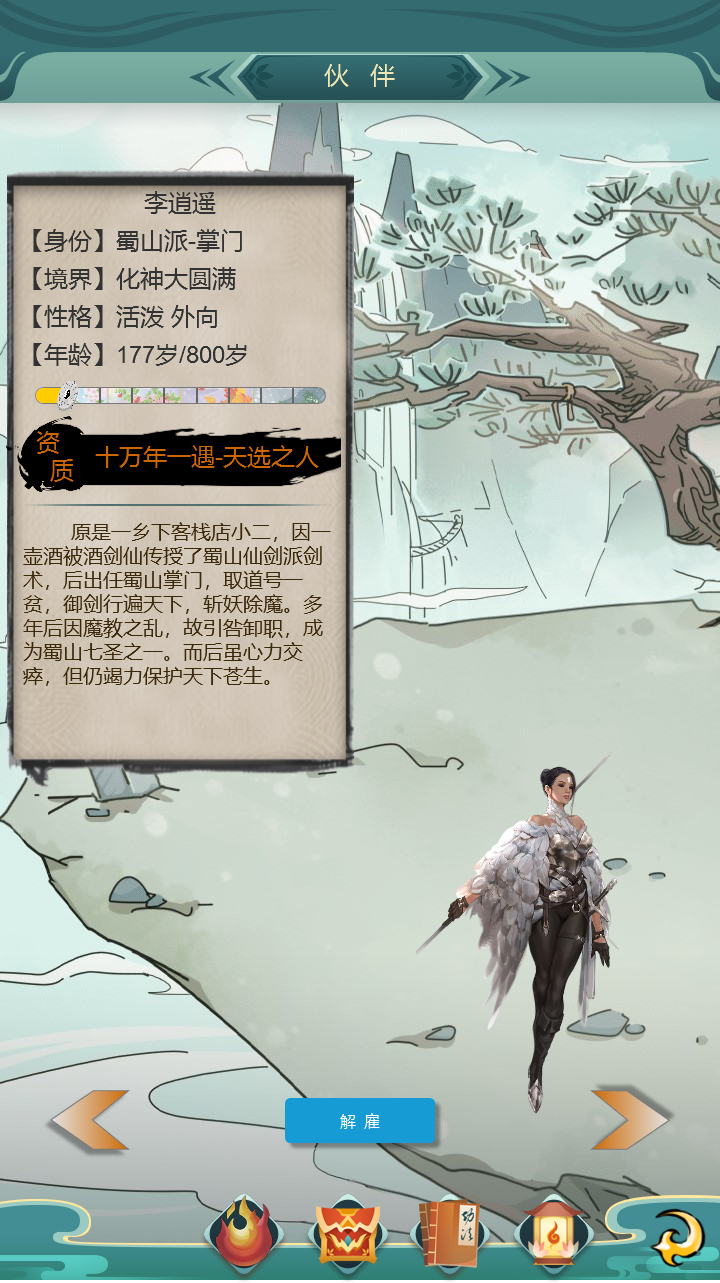 伙 伴
李逍遥
【身份】蜀山派-掌门
【境界】化神大圆满
【性格】活泼 外向
【年龄】177岁/800岁
资质
十万年一遇-天选之人
原是一乡下客栈店小二，因一
壶酒被酒剑仙传授了蜀山仙剑派剑
术，后出任蜀山掌门，取道号一
贫，御剑行遍天下，斩妖除魔。多
年后因魔教之乱，故引咎卸职，成
为蜀山七圣之一。而后虽心力交
瘁，但仍竭力保护天下苍生。
解 雇
功法